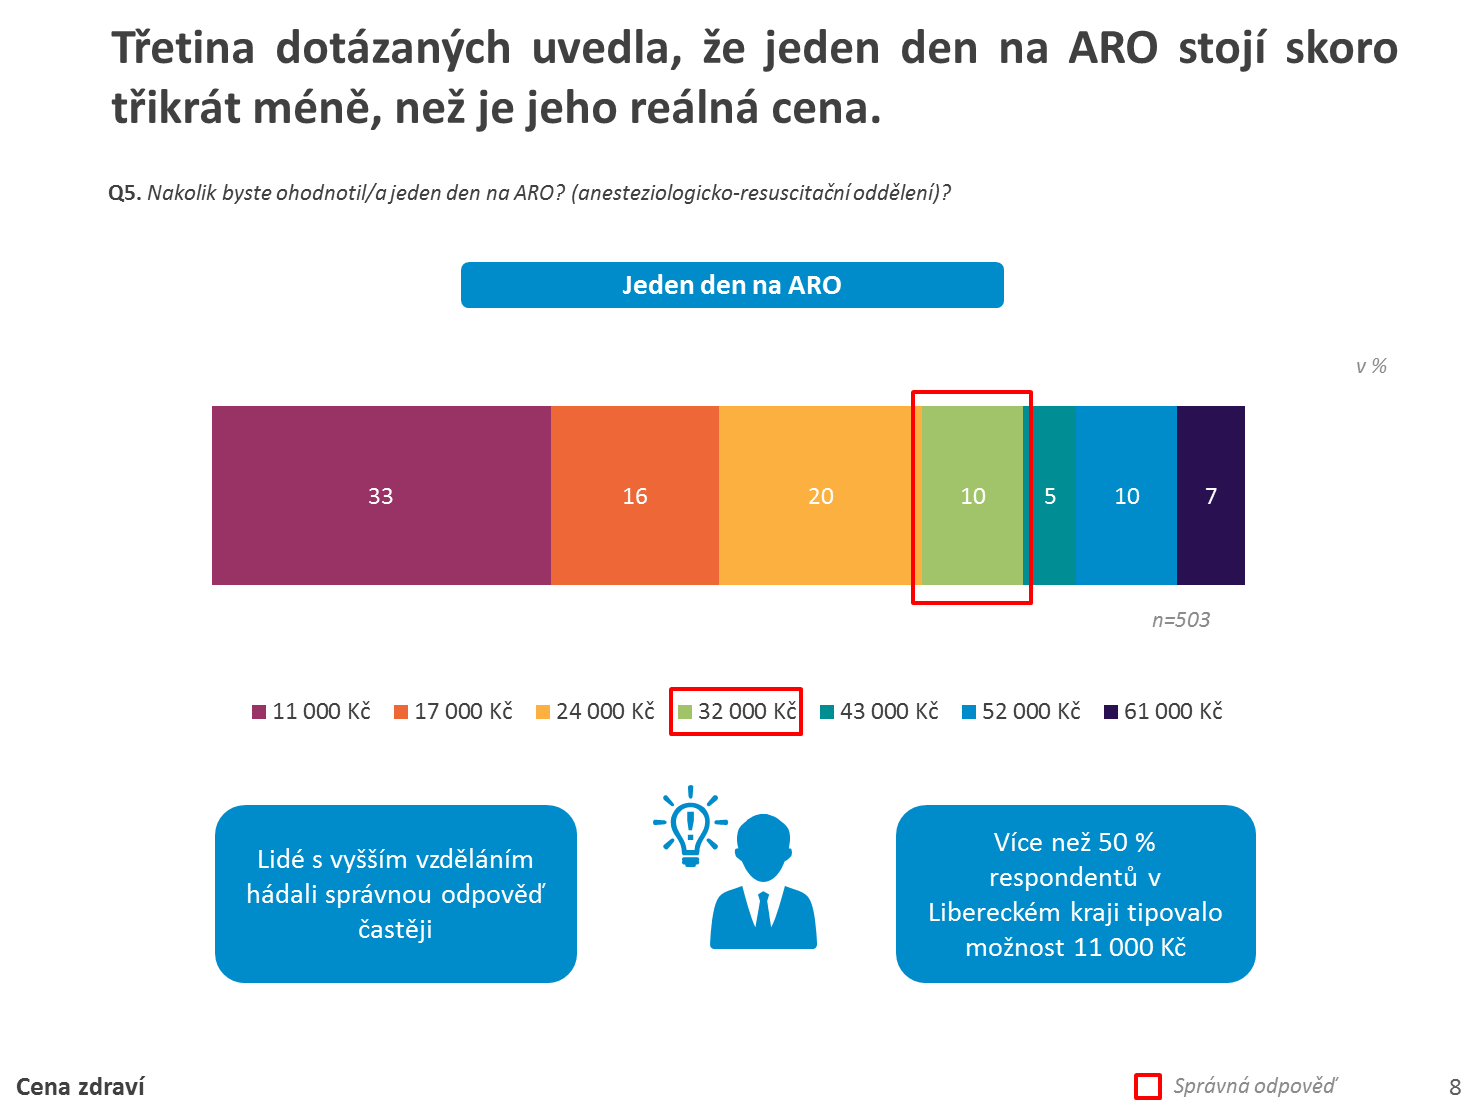 Třetina dotázaných uvedla, že jeden den na ARO stojí skoro
třikrát méně, než je jeho reálná cena.
Q5. Nakolik byste ohodnotil/a jeden den na ARO? (anesteziologicko-resuscitační oddělení)?
Jeden den na ARO
v %
33 16 20 10 5 10 7
n=503
11 000 Kč 17 000 Kč 24 000 Kč 32 000 Kč 43 000 Kč 52 000 Kč 61 000 Kč
Lidé s vyšším vzděláním
hádali správnou odpověď
častěji
Více než 50 %
respondentů v
Libereckém kraji tipovalo
možnost 11 000 Kč
Cena zdraví
Správná odpověď
8